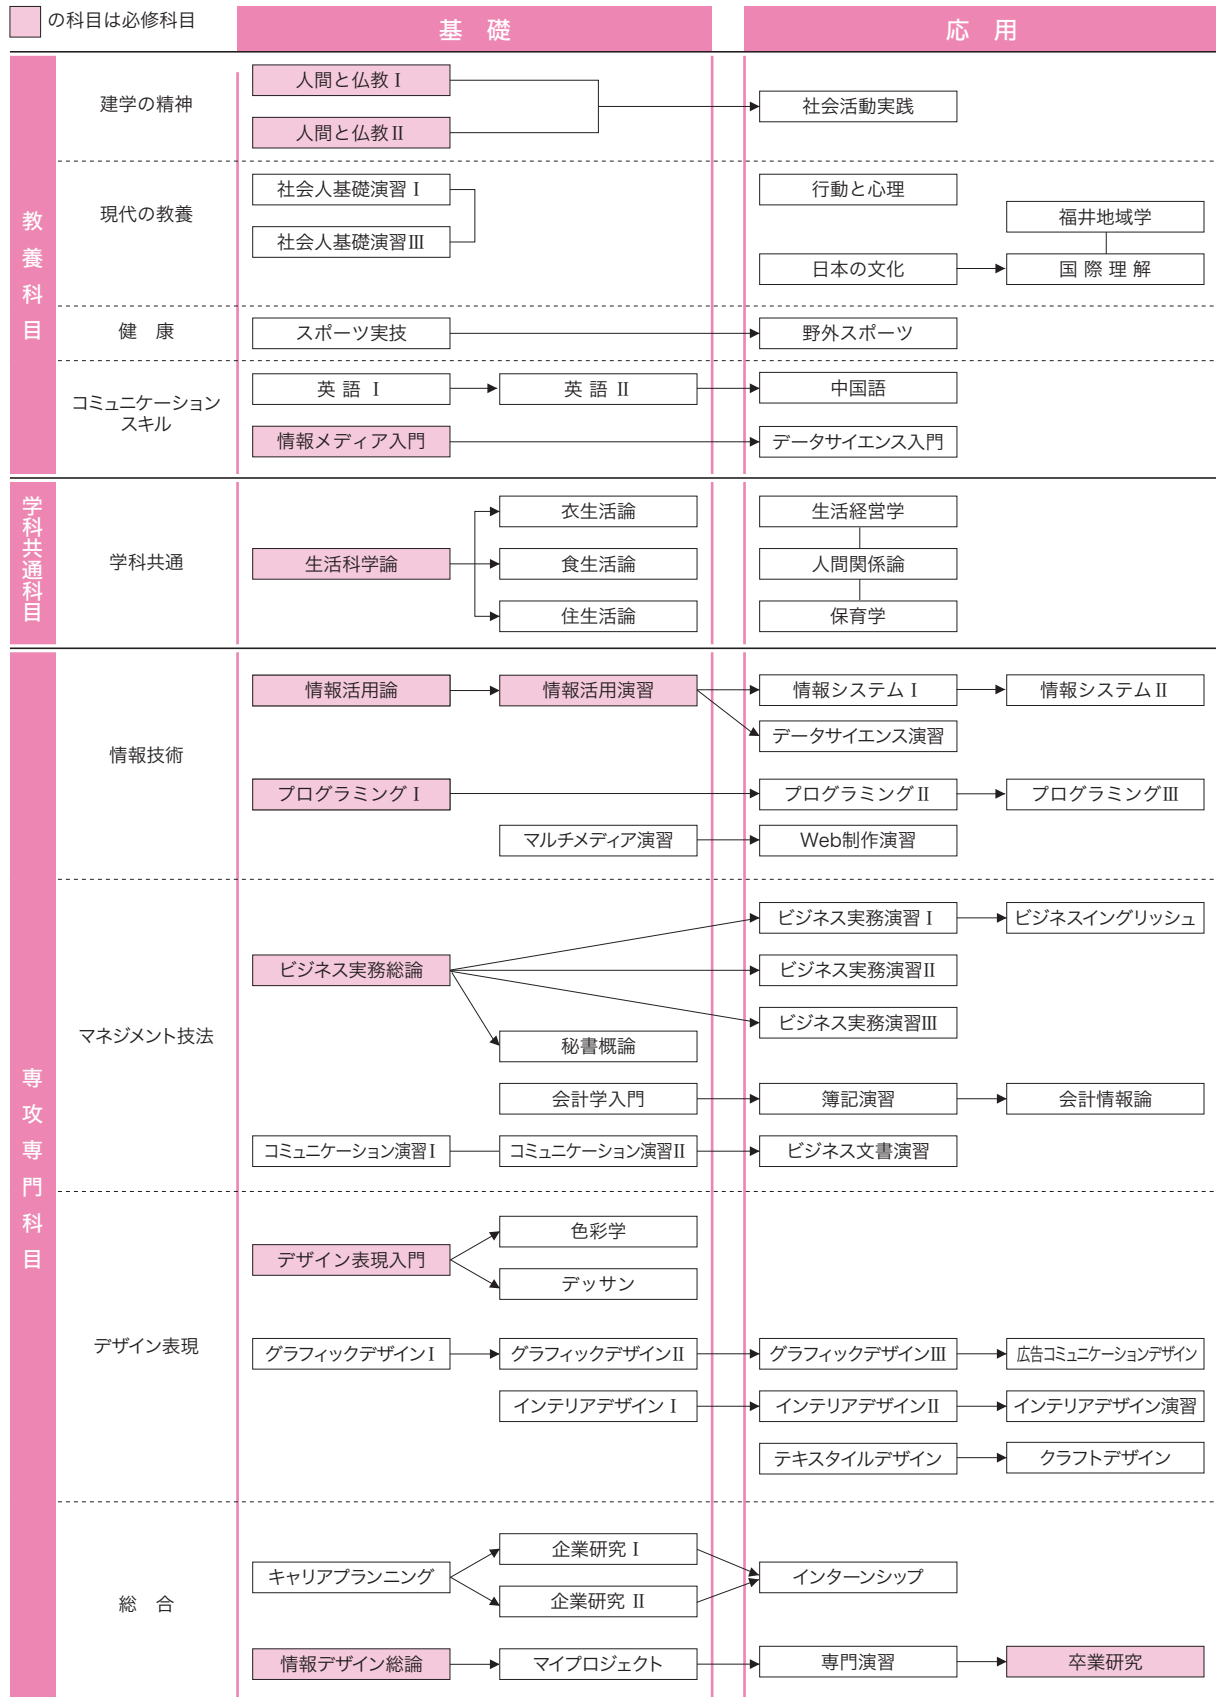 の科目は必修科目
基 礎
応 用
教養科目
建学の精神
人間と仏教 I
人間と仏教 II
社会活動実践
現代の教養
社会人基礎演習 I
社会人基礎演習III
行動と心理
福井地域学
日本の文化
国 際 理 解
健 康
スポーツ実技
野外スポーツ
コミュニケーション
スキル
英 語 I
英 語 II
中国語
情報メディア入門
データサイエンス入門
学科共通科目
学科共通
生活科学論
衣生活論
食生活論
住生活論
生活経営学
人間関係論
保育学
専攻専門科目
情報技術
情報活用論
情報活用演習
情報システム I
情報システム II
データサイエンス演習
プログラミング I
プログラミング II
プログラミングIII
マルチメディア演習
Web制作演習
マネジメント技法
ビジネス実務総論
ビジネス実務演習 I
ビジネスイングリッシュ
ビジネス実務演習II
ビジネス実務演習III
秘書概論
会計学入門
簿記演習
会計情報論
コミュニケーション演習 I
コミュニケーション演習II
ビジネス文書演習
デザイン表現
デザイン表現入門
色彩学
デッサン
グラフィックデザイン I
グラフィックデザインII
グラフィックデザインIII
広告コミュニケーションデザイン
インテリアデザイン I
インテリアデザインII
インテリアデザイン演習
テキスタイルデザイン
クラフトデザイン
総 合
キャリアプランニング
企業研究 I
企業研究 II
インターンシップ
情報デザイン総論
マイプロジェクト
専門演習
卒業研究